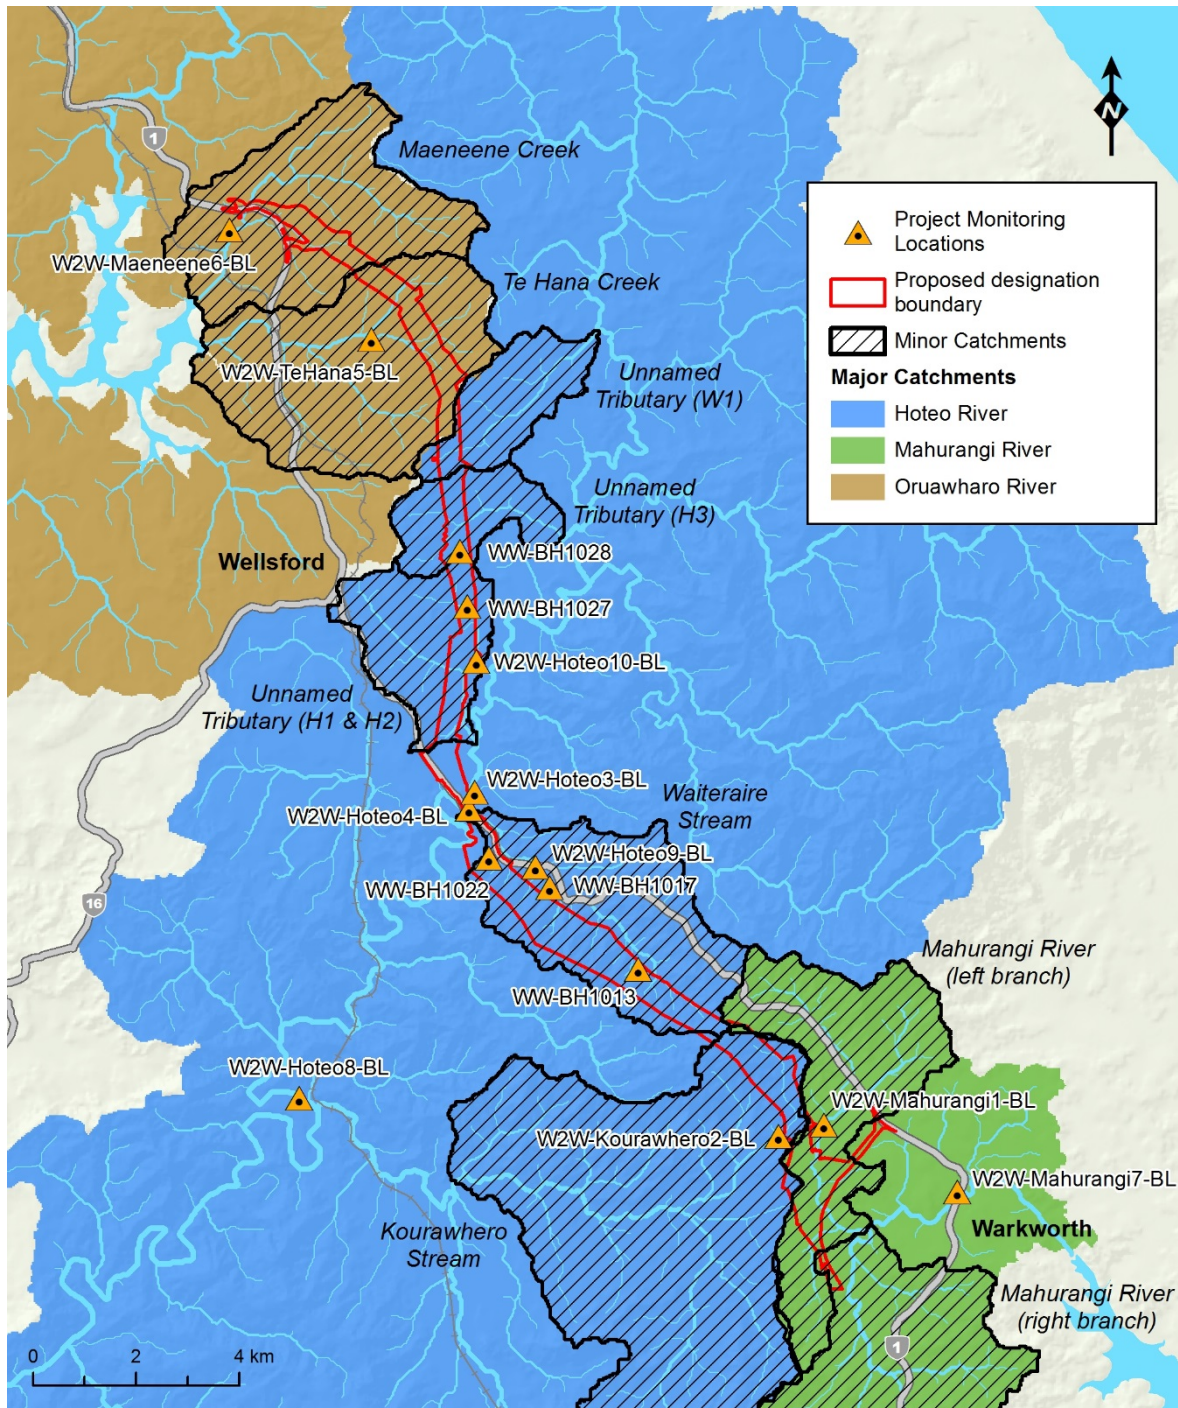 1
Maeneene Creek
N
Project Monitoring
Locations
Proposed designation
boundary
Minor Catchments
Major Catchments
Hoteo River
Mahurangi River
Oruawharo River
W2W-Maeneene6-BL
Te Hana Creek
W2W-TeHana5-BL
Unnamed
Tributary (W1)
Unnamed
Tributary (H3)
Wellsford
WW-BH1028
WW-BH1027
W2W-Hoteo10-BL
Unnamed
Tributary (H1 & H2)
W2W-Hoteo3-BL
Waiteraire
Stream
W2W-Hoteo4-BL
W2W-Hoteo9-BL
WW-BH1022
WW-BH1017
16
Mahurangi River
(left branch)
WW-BH1013
W2W-Hoteo8-BL
W2W-Mahurangi1-BL
W2W-Kourawhero2-BL
W2W-Mahurangi7-BL
Kourawhero
Stream
Warkworth
Mahurangi River
(right branch)
1
0 2 4 km